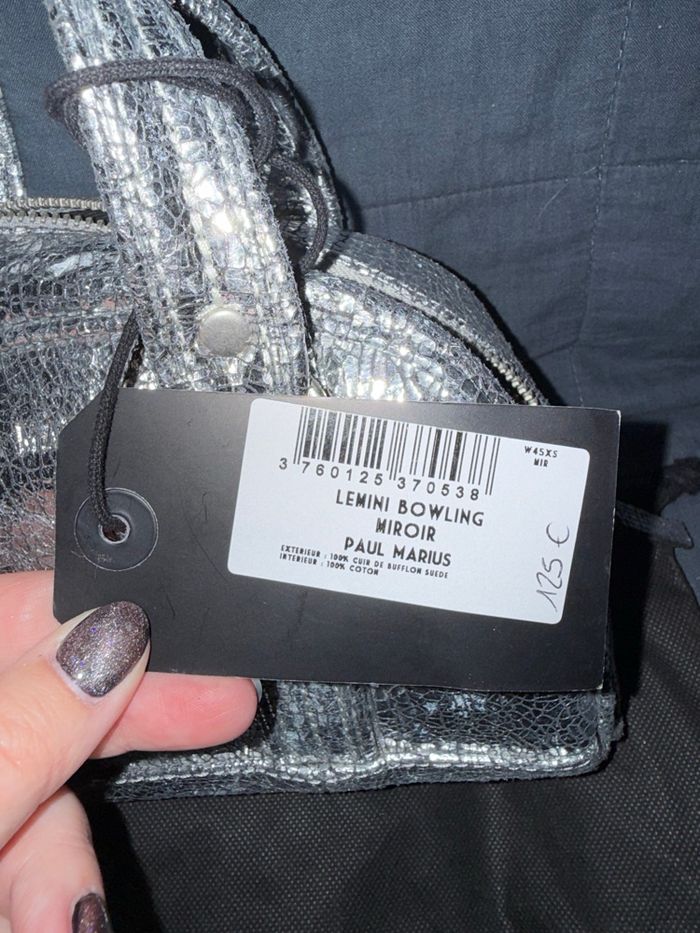 W45XS
MIR
3 760125 370538
LEMINI BOWLING
MIROIR
PAUL MARIUS
EXTERIEUR : 100% CUIR DE BUFFLON SUEDE
INTERIEUR : 100% COTON
125 €